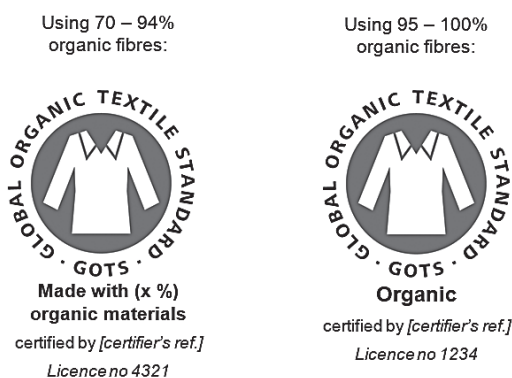 Using 70 – 94%
organic fibres:
GLOBAL ORGANIC TEXTILE STANDARD · GOTS ·
Made with (x %)
organic materials
certified by [certifier's ref.]
Licence no 4321
Using 95 – 100%
organic fibres:
GLOBAL ORGANIC TEXTILE STANDARD · GOTS ·
Organic
certified by [certifier's ref.]
Licence no 1234